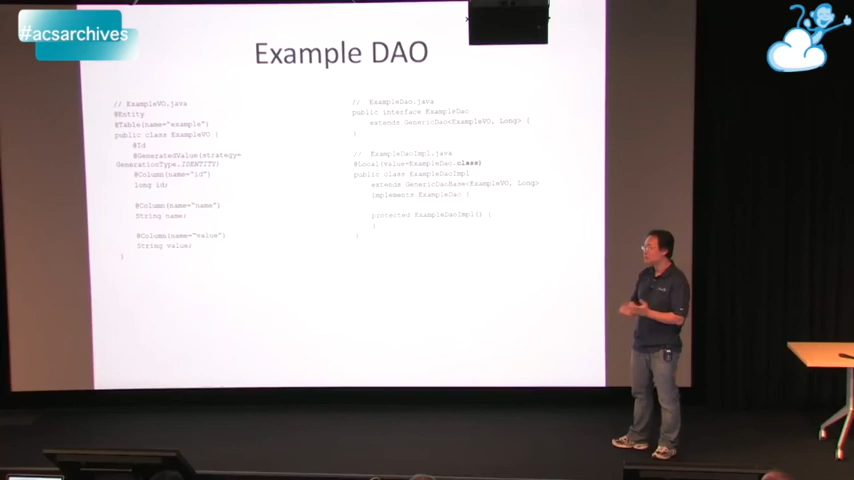 #acsarchives
Example DAO
// ExampleVO.java
@Entity
@Table(name="example")
public class ExampleVO {
@Id
@GeneratedValue(strategy=
GenerationType.IDENTITY)
@Column(name="id")
long id;
@Column(name="name")
String name;
@Column(name="value")
String value;
}
// ExampleDao.java
public interface ExampleDao
extends GenericDao<ExampleVO, Long> {
}
// ExampleDaoImpl.java
@Local(value=ExampleDao.class)
public class ExampleDaoImpl
extends GenericDaoBase<ExampleVO, Long>
implements ExampleDao {
protected ExampleDaoImpl() {
}
}